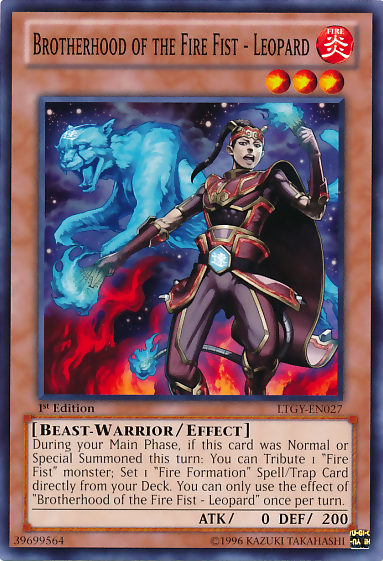 BROTHERHOOD OF THE FIRE FIST - LEOPARD
FIRE
炎
1st Edition
LTGY-EN027
[BEAST-WARRIOR/EFFECT]
During your Main Phase, if this card was Normal or
Special Summoned this turn: You can Tribute 1 "Fire
Fist" monster; Set 1 "Fire Formation" Spell/Trap Card
directly from your Deck. You can only use the effect of
"Brotherhood of the Fire Fist - Leopard" once per turn.
ATK/ 0 DEF/ 200
39699564
©1996 KAZUKI TAKAHASHI